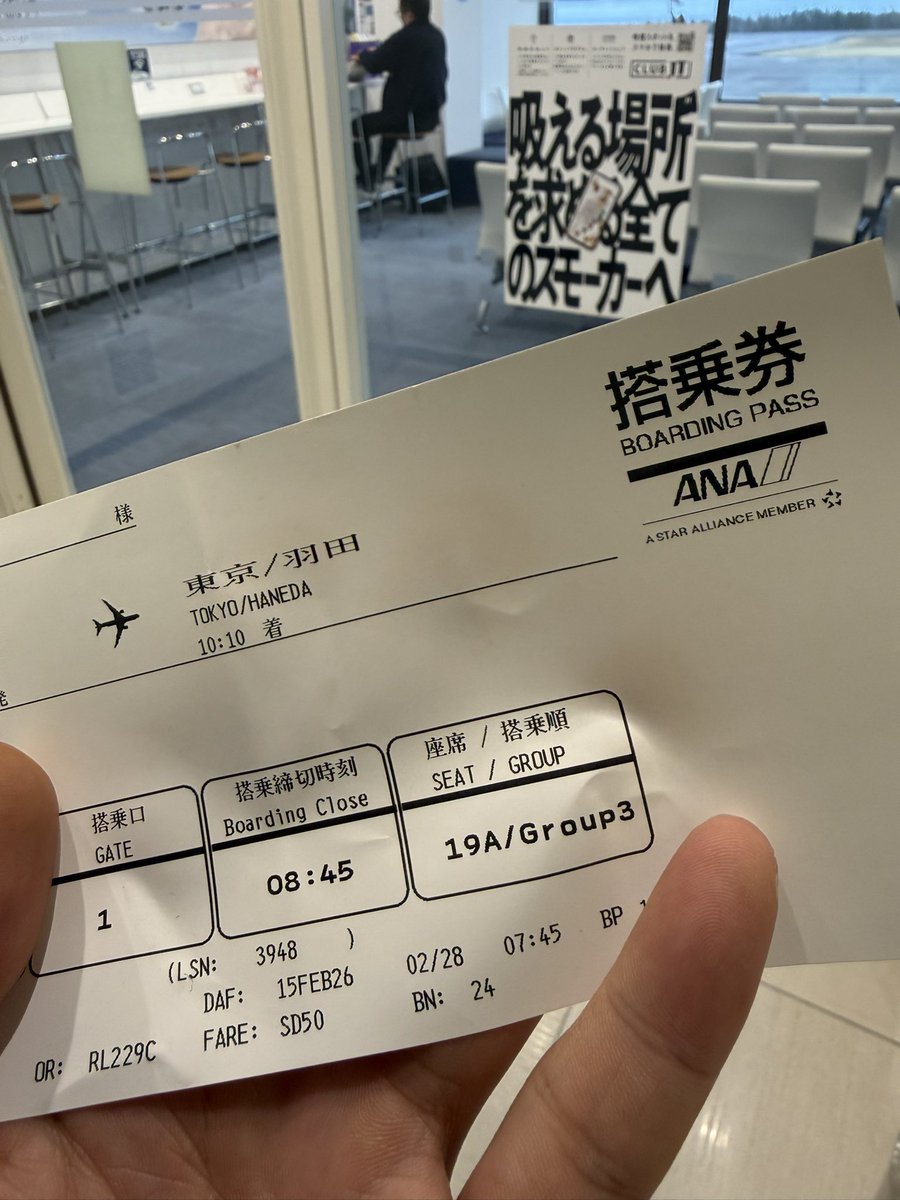 CLUB JT
吸える場所
を求める全て
のスモーカーへ
搭乗券
BOARDING PASS
ANA
A STAR ALLIANCE MEMBER
様
東京/羽田
TOKYO/HANEDA
10:10 着
発
搭乗口
GATE
1
搭乗締切時刻
Boarding Close
08:45
座席 / 搭乗順
SEAT / GROUP
19A/Group3
(LSN: 3948 )
DAF: 15FEB26 02/28 07:45 BP
OR: RL229C FARE: SD50 BN: 24